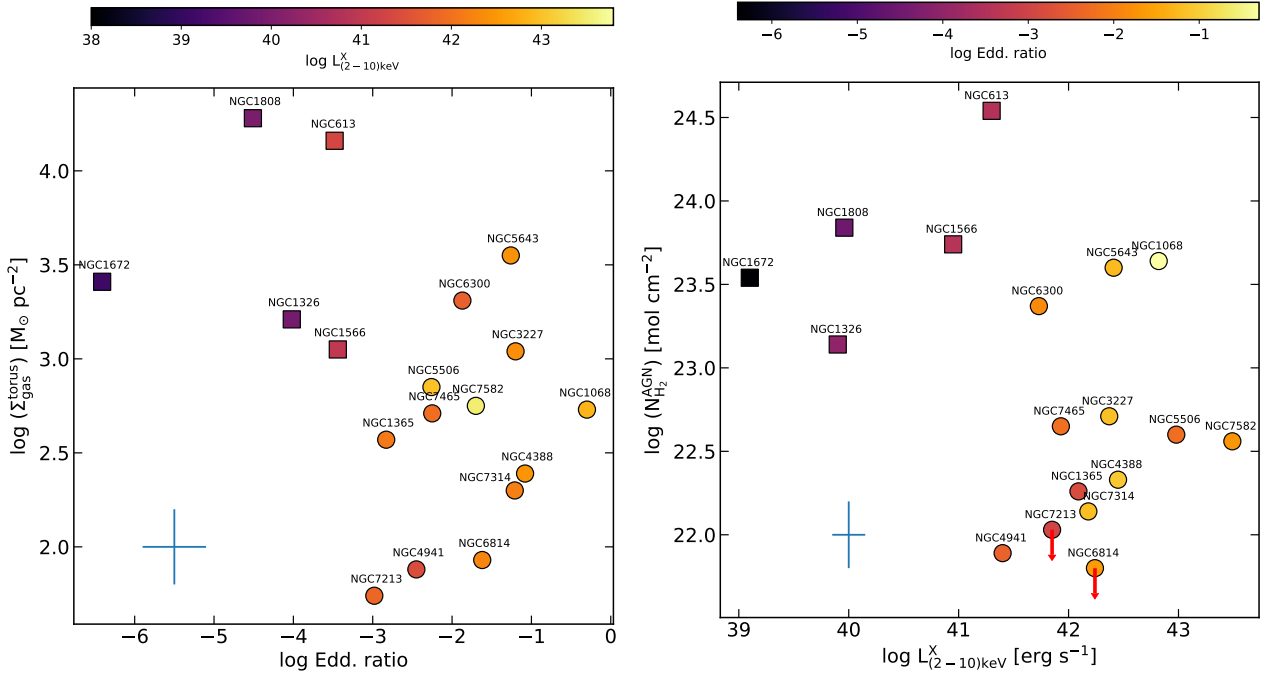 38 39 40 41 42 43
log L^X_(2−10)keV
log (Σ^torus_gas) [M⊙ pc^−2]
4.0
3.5
3.0
2.5
2.0
NGC1808
NGC613
NGC5643
NGC1672
NGC6300
NGC1326
NGC1566
NGC3227
NGC5506
NGC7465
NGC7582
NGC1068
NGC1365
NGC4388
NGC7314
NGC4941
NGC6814
NGC7213
−6 −5 −4 −3 −2 −1 0
log Edd. ratio
−6 −5 −4 −3 −2 −1
log Edd. ratio
log (N^AGN_H2) [mol cm^−2]
24.5
24.0
23.5
23.0
22.5
22.0
NGC613
NGC1808
NGC1566
NGC1672
NGC5643
NGC1068
NGC6300
NGC1326
NGC7465
NGC3227
NGC5506
NGC7582
NGC1365
NGC4388
NGC7314
NGC7213
NGC4941
NGC6814
39 40 41 42 43
log L^X_(2−10)keV [erg s^−1]